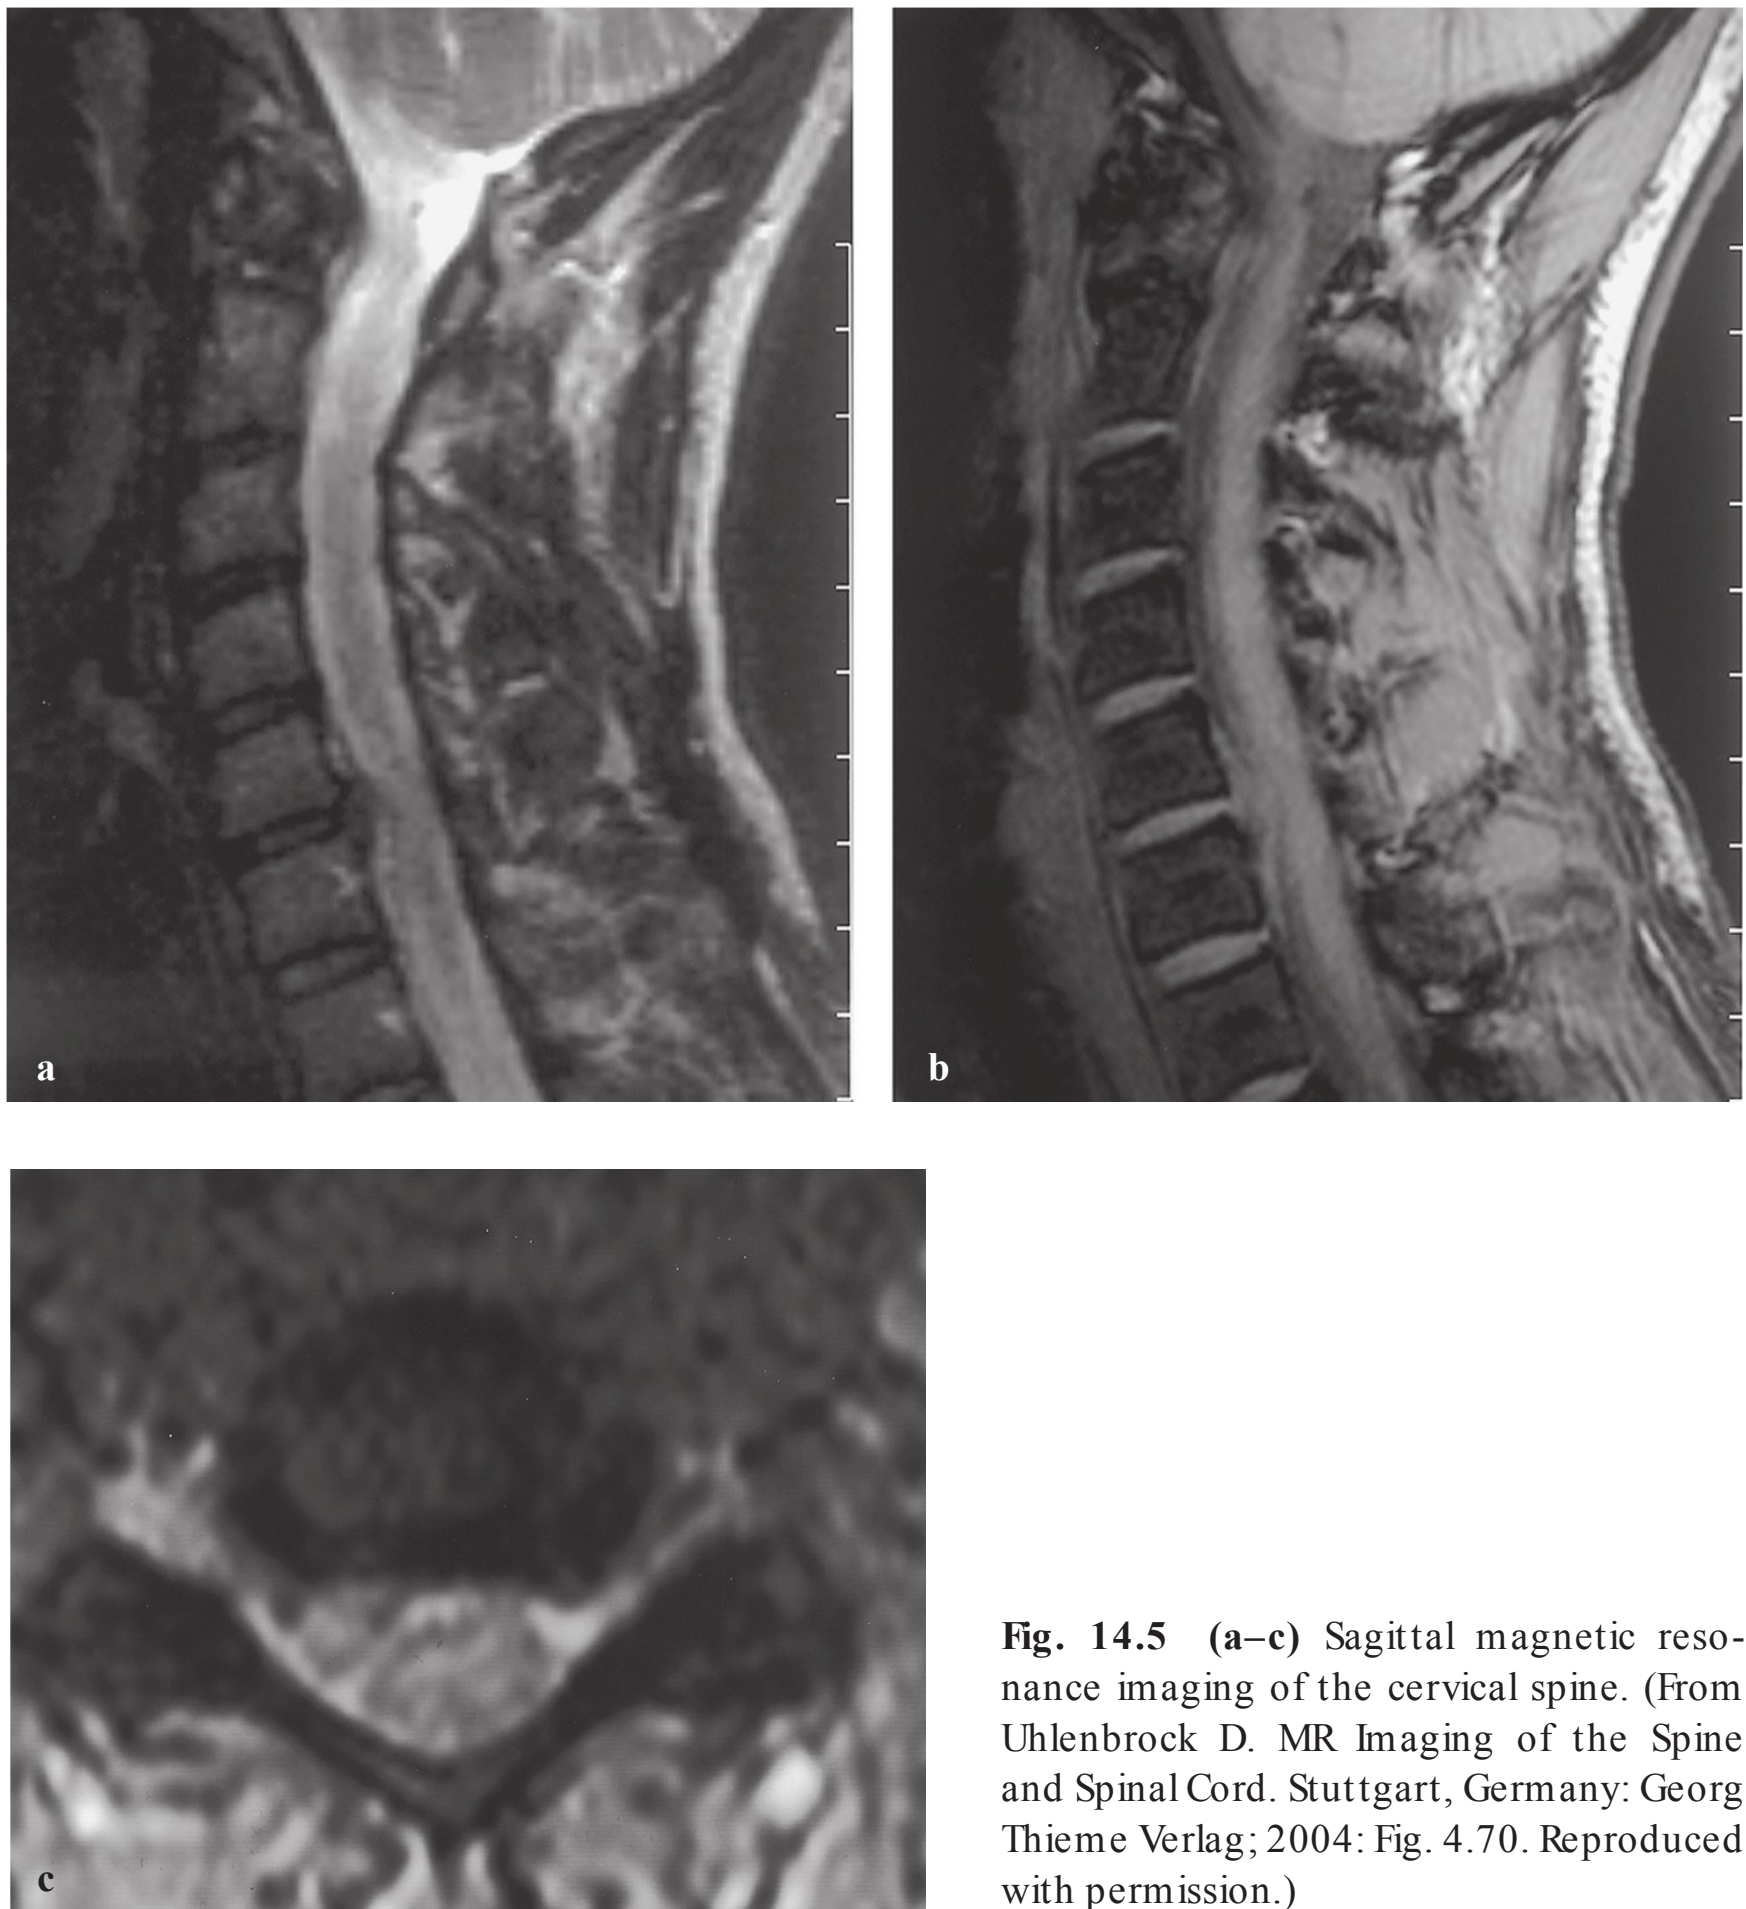 a
b
c
Fig. 14.5 (a–c) Sagittal magnetic reso-
nance imaging of the cervical spine. (From
Uhlenbrock D. MR Imaging of the Spine
and Spinal Cord. Stuttgart, Germany: Georg
Thieme Verlag; 2004: Fig. 4.70. Reproduced
with permission.)